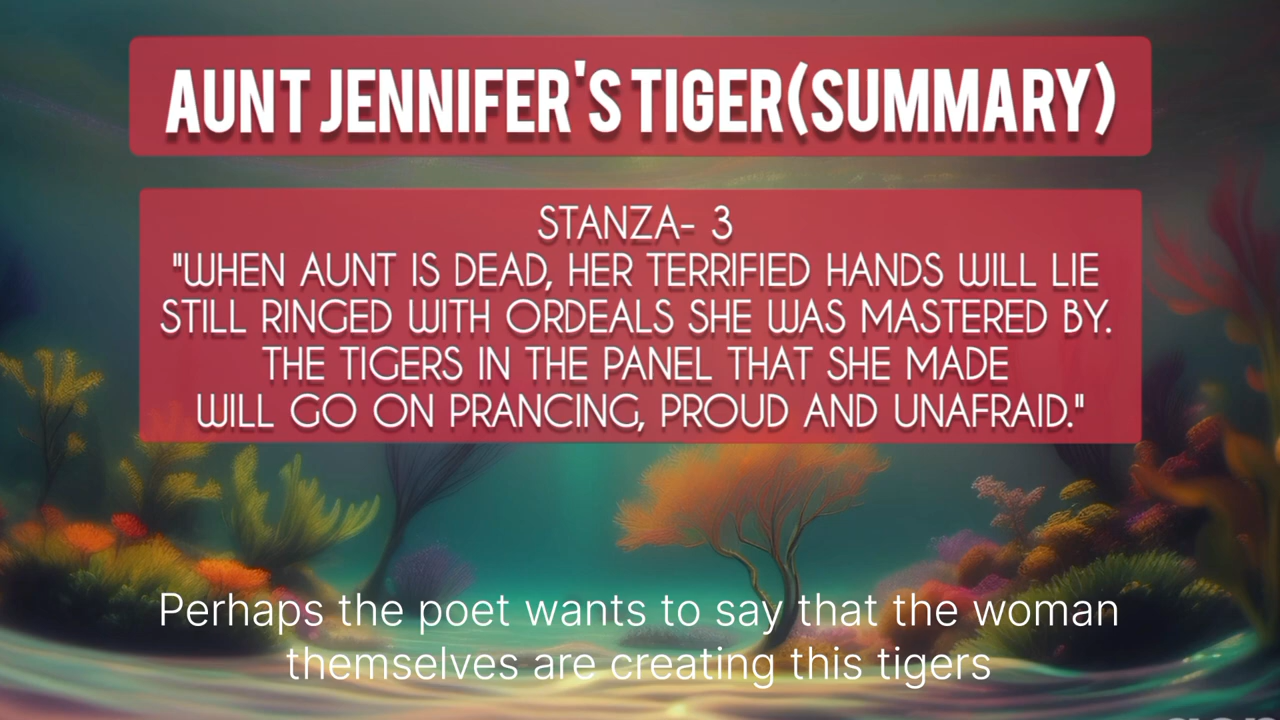 AUNT JENNIFER'S TIGER(SUMMARY)
STANZA- 3
"WHEN AUNT IS DEAD, HER TERRIFIED HANDS WILL LIE
STILL RINGED WITH ORDEALS SHE WAS MASTERED BY.
THE TIGERS IN THE PANEL THAT SHE MADE
WILL GO ON PRANCING, PROUD AND UNAFRAID."
Perhaps the poet wants to say that the woman
themselves are creating this tigers